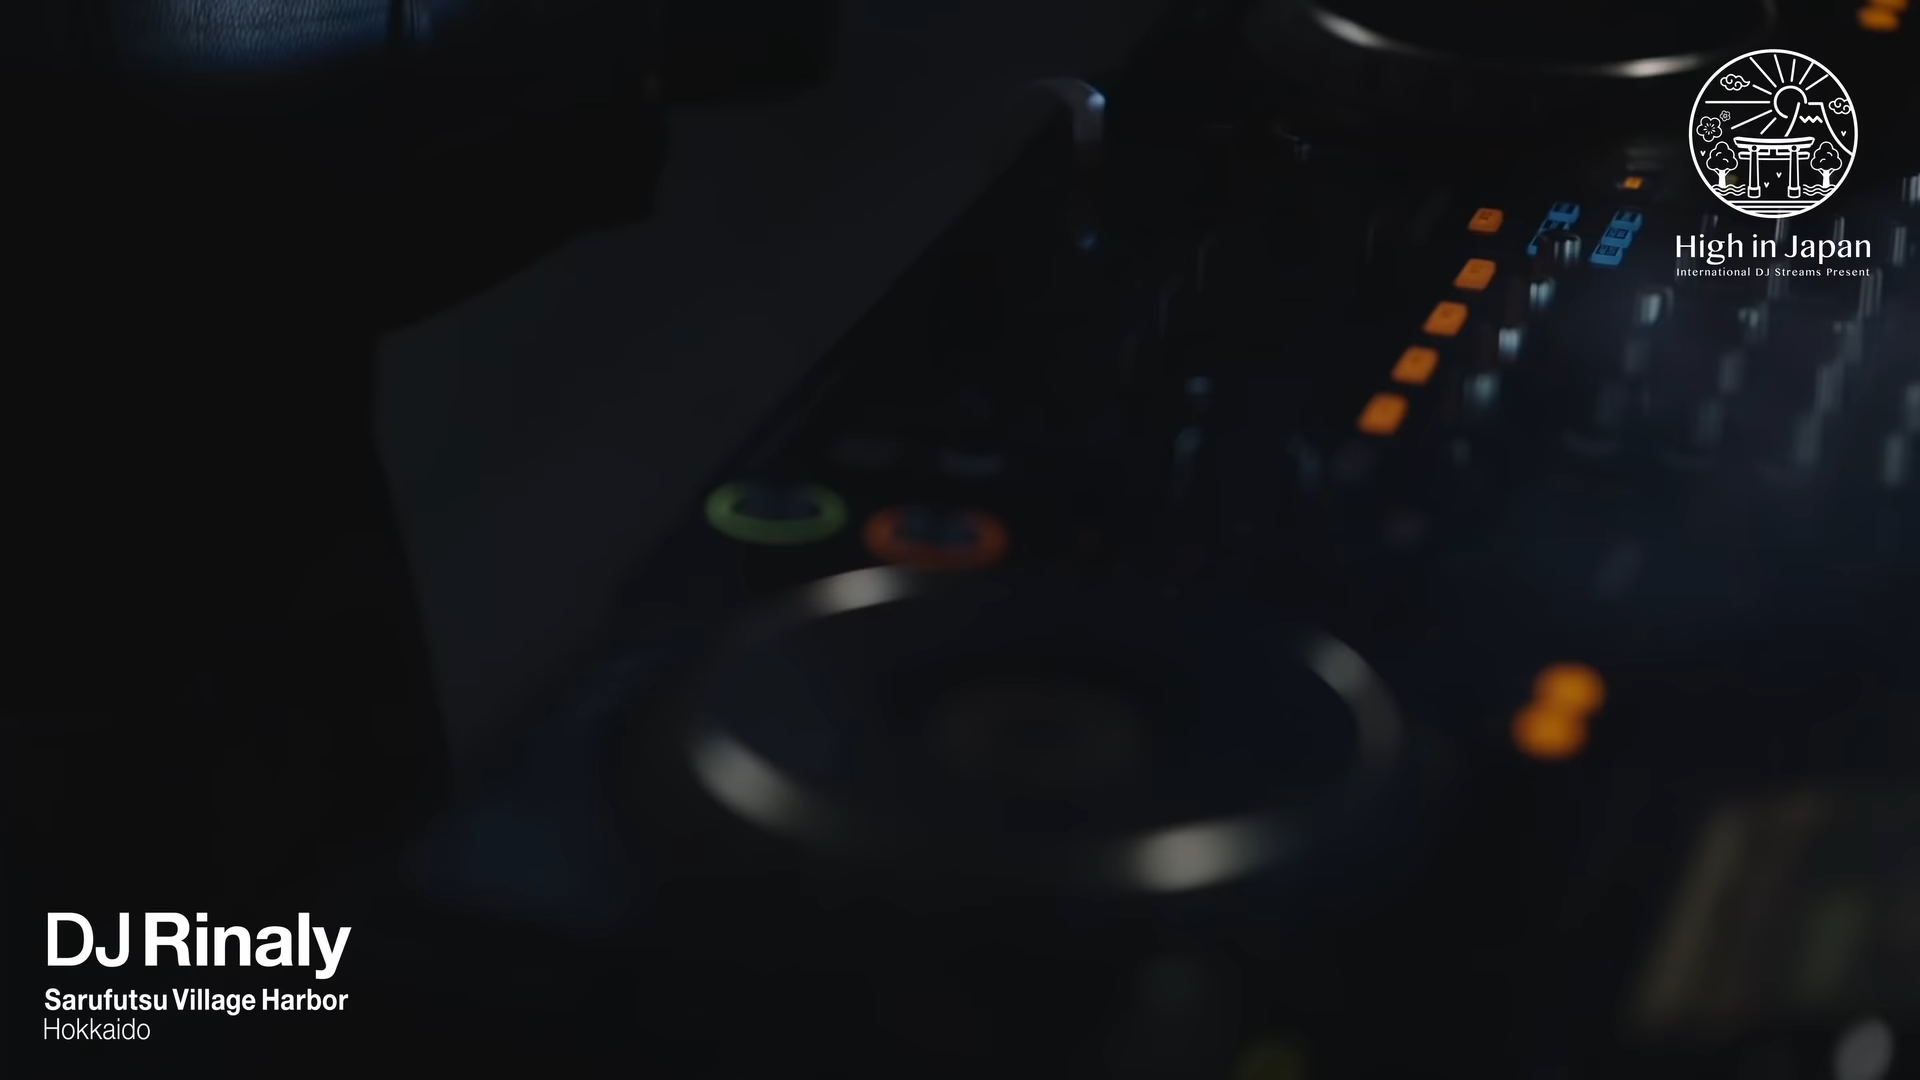 High in Japan
International DJ Streams Present
DJ Rinaly
Sarufutsu Village Harbor
Hokkaido